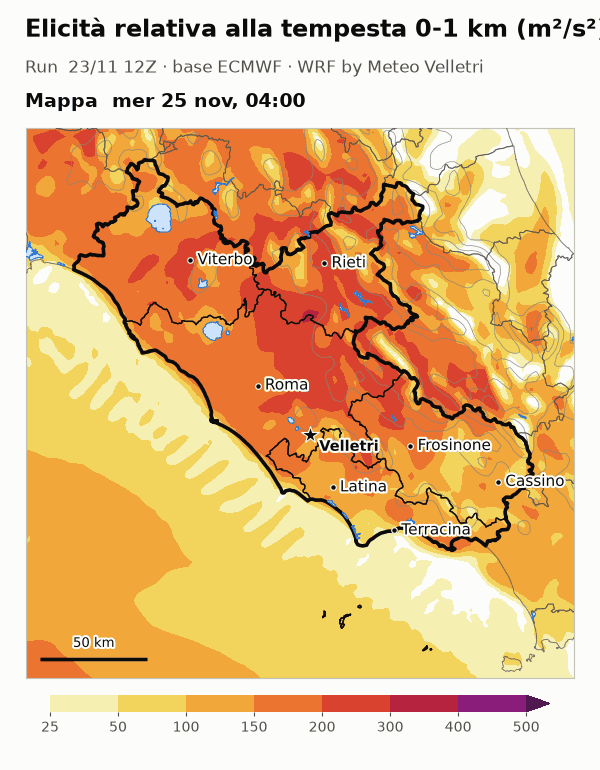 Elicità relativa alla tempesta 0-1 km (m²/s²)
Run 23/11 12Z · base ECMWF · WRF by Meteo Velletri
Mappa mer 25 nov, 04:00
Viterbo
Rieti
Roma
Velletri
Frosinone
Latina
Cassino
Terracina
50 km
25 50 100 150 200 300 400 500